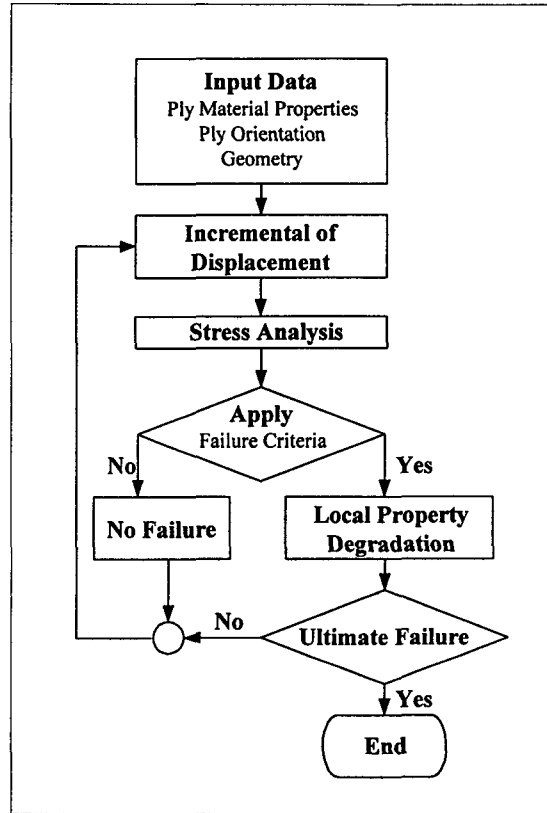 Input Data
Ply Material Properties
Ply Orientation
Geometry
Incremental of
Displacement
Stress Analysis
Apply
Failure Criteria
No
Yes
No Failure
Local Property
Degradation
No
Ultimate Failure
Yes
End